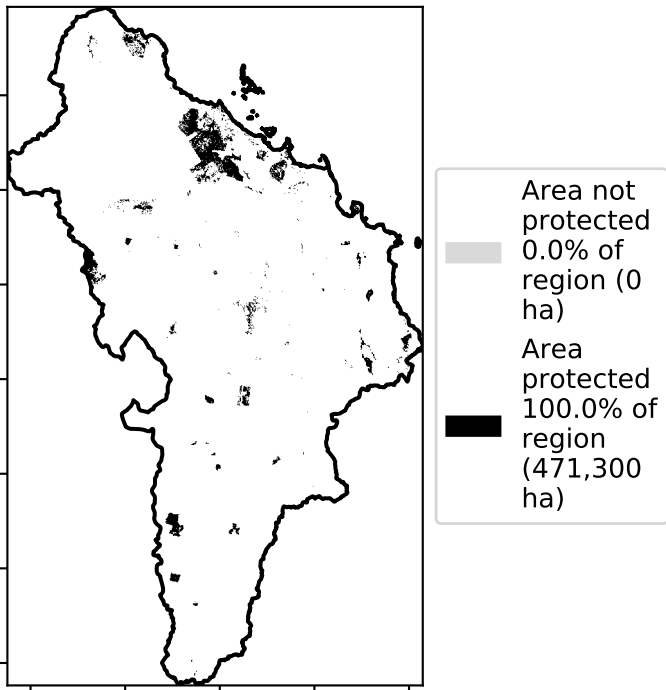 Area not
protected
0.0% of
region (0
ha)
Area
protected
100.0% of
region
(471,300
ha)